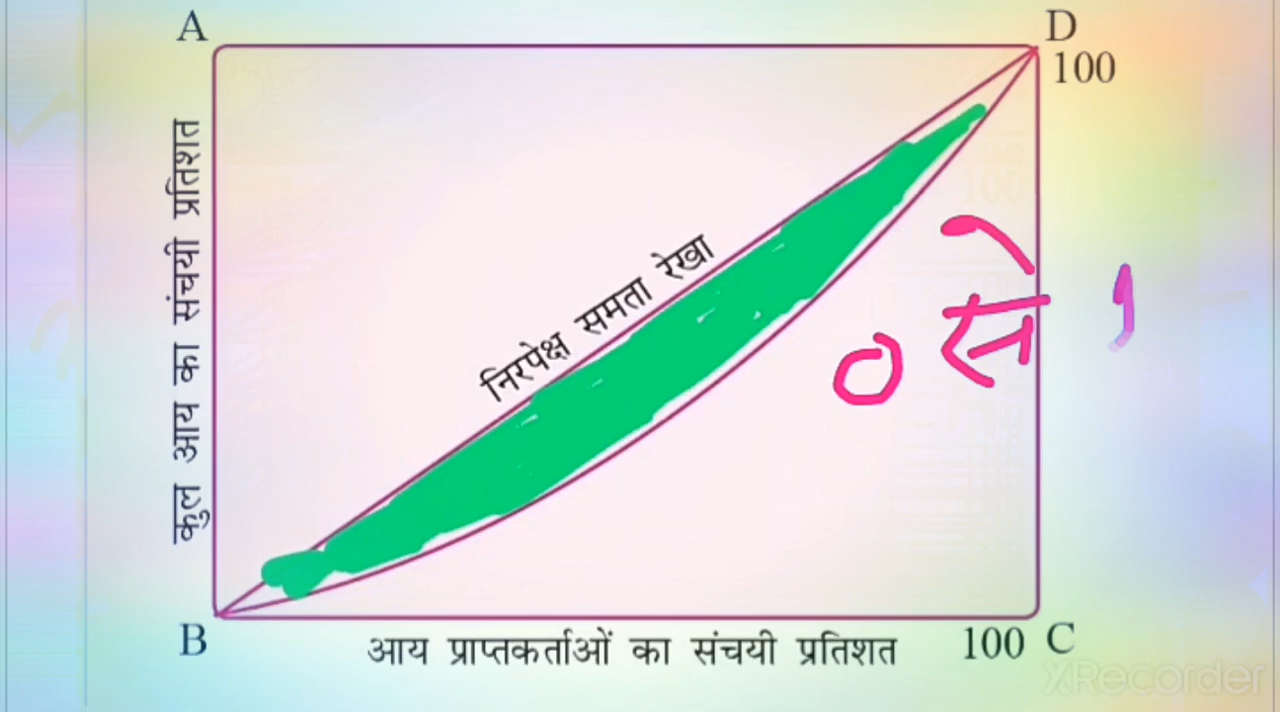 A
D
100
कुल आय का संचयी प्रतिशत
निरपेक्ष समता रेखा
0 से 1
B
आय प्राप्तकर्ताओं का संचयी प्रतिशत
100 C
XRecorder